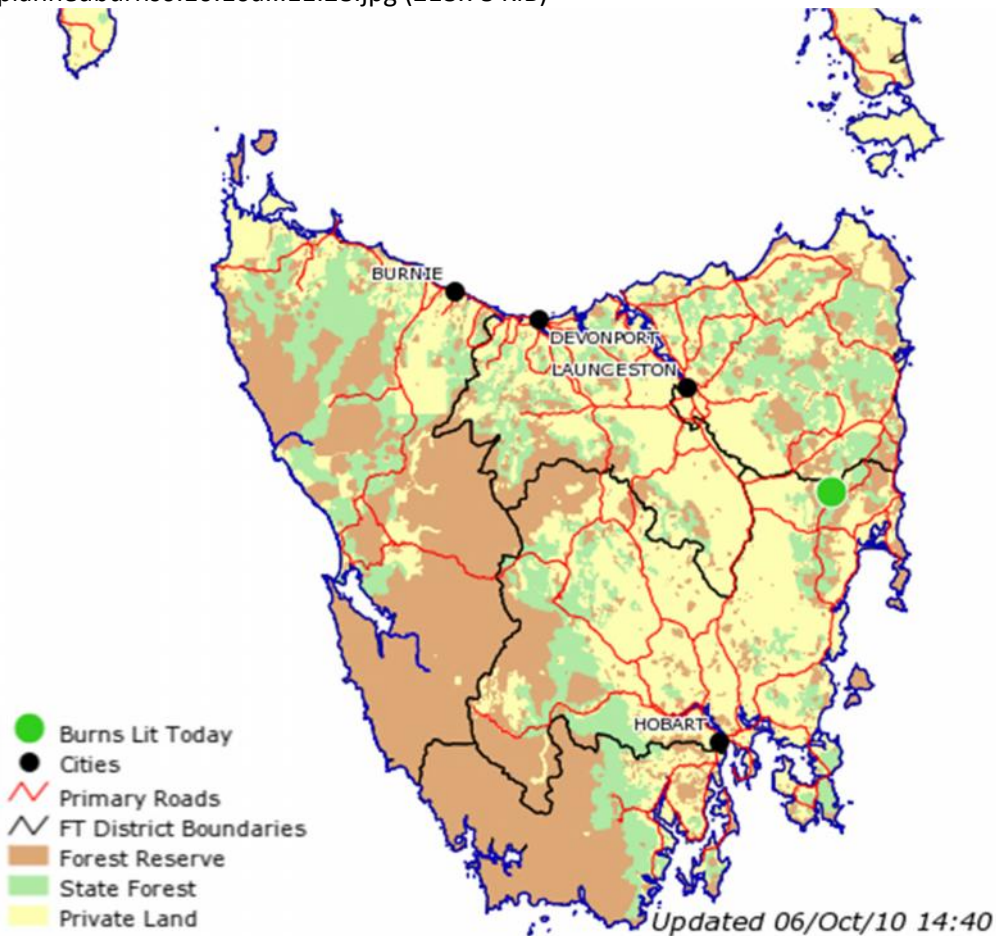 BURNIE
DEVONPORT
LAUNCESTON
HOBART
Burns Lit Today
Cities
Primary Roads
FT District Boundaries
Forest Reserve
State Forest
Private Land
Updated 06/Oct/10 14:40